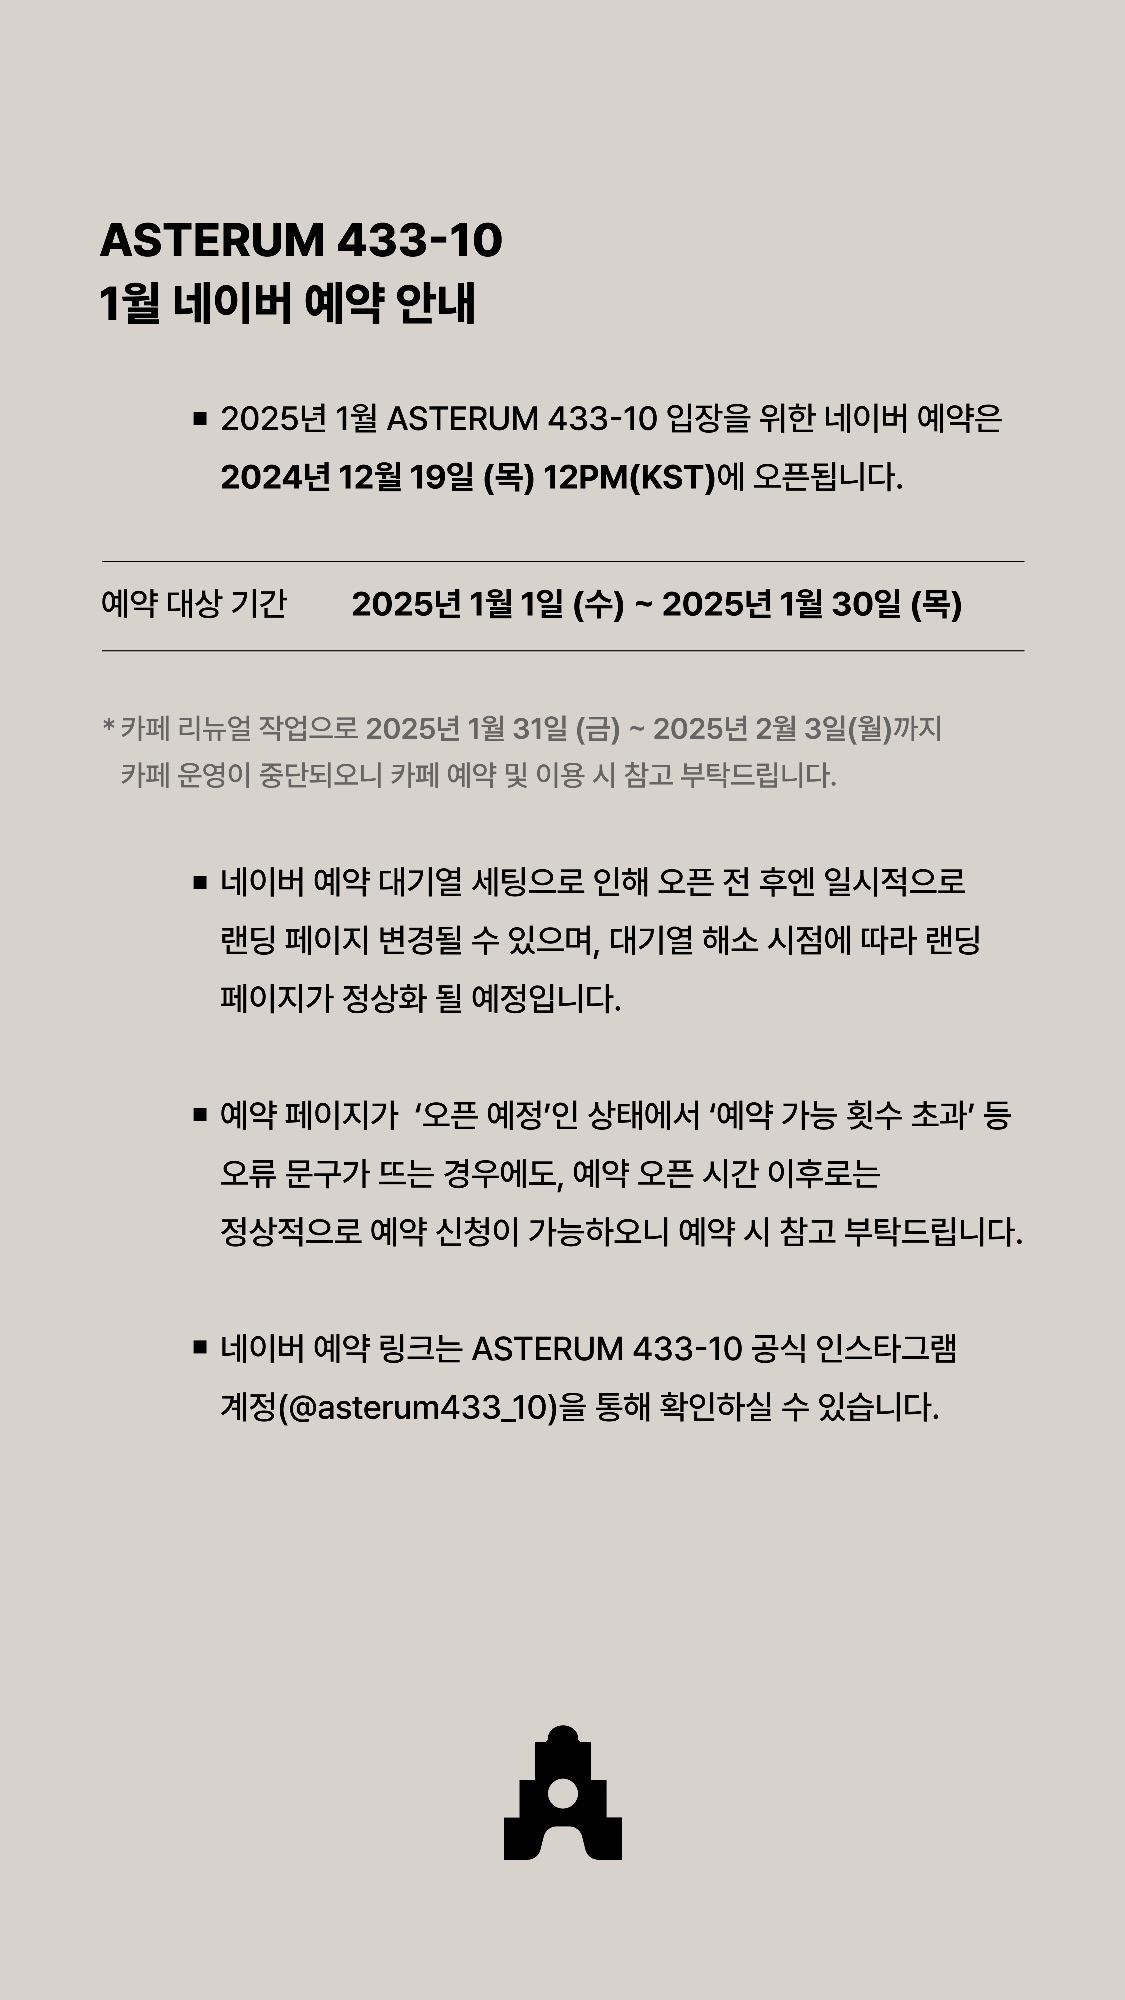 ASTERUM 433-10
1월 네이버 예약 안내
▪ 2025년 1월 ASTERUM 433-10 입장을 위한 네이버 예약은
2024년 12월 19일 (목) 12PM(KST)에 오픈됩니다.
예약 대상 기간 2025년 1월 1일 (수) ~ 2025년 1월 30일 (목)
* 카페 리뉴얼 작업으로 2025년 1월 31일 (금) ~ 2025년 2월 3일(월)까지
카페 운영이 중단되오니 카페 예약 및 이용 시 참고 부탁드립니다.
▪ 네이버 예약 대기열 세팅으로 인해 오픈 전 후엔 일시적으로
랜딩 페이지 변경될 수 있으며, 대기열 해소 시점에 따라 랜딩
페이지가 정상화 될 예정입니다.
▪ 예약 페이지가 ‘오픈 예정’인 상태에서 ‘예약 가능 횟수 초과’ 등
오류 문구가 뜨는 경우에도, 예약 오픈 시간 이후로는
정상적으로 예약 신청이 가능하오니 예약 시 참고 부탁드립니다.
▪ 네이버 예약 링크는 ASTERUM 433-10 공식 인스타그램
계정(@asterum433_10)을 통해 확인하실 수 있습니다.